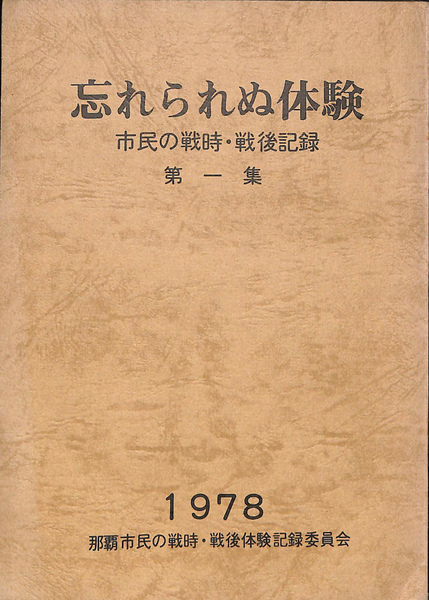 忘れられぬ体験
市民の戦時・戦後記録
第一集
1978
那覇市民の戦時・戦後体験記録委員会